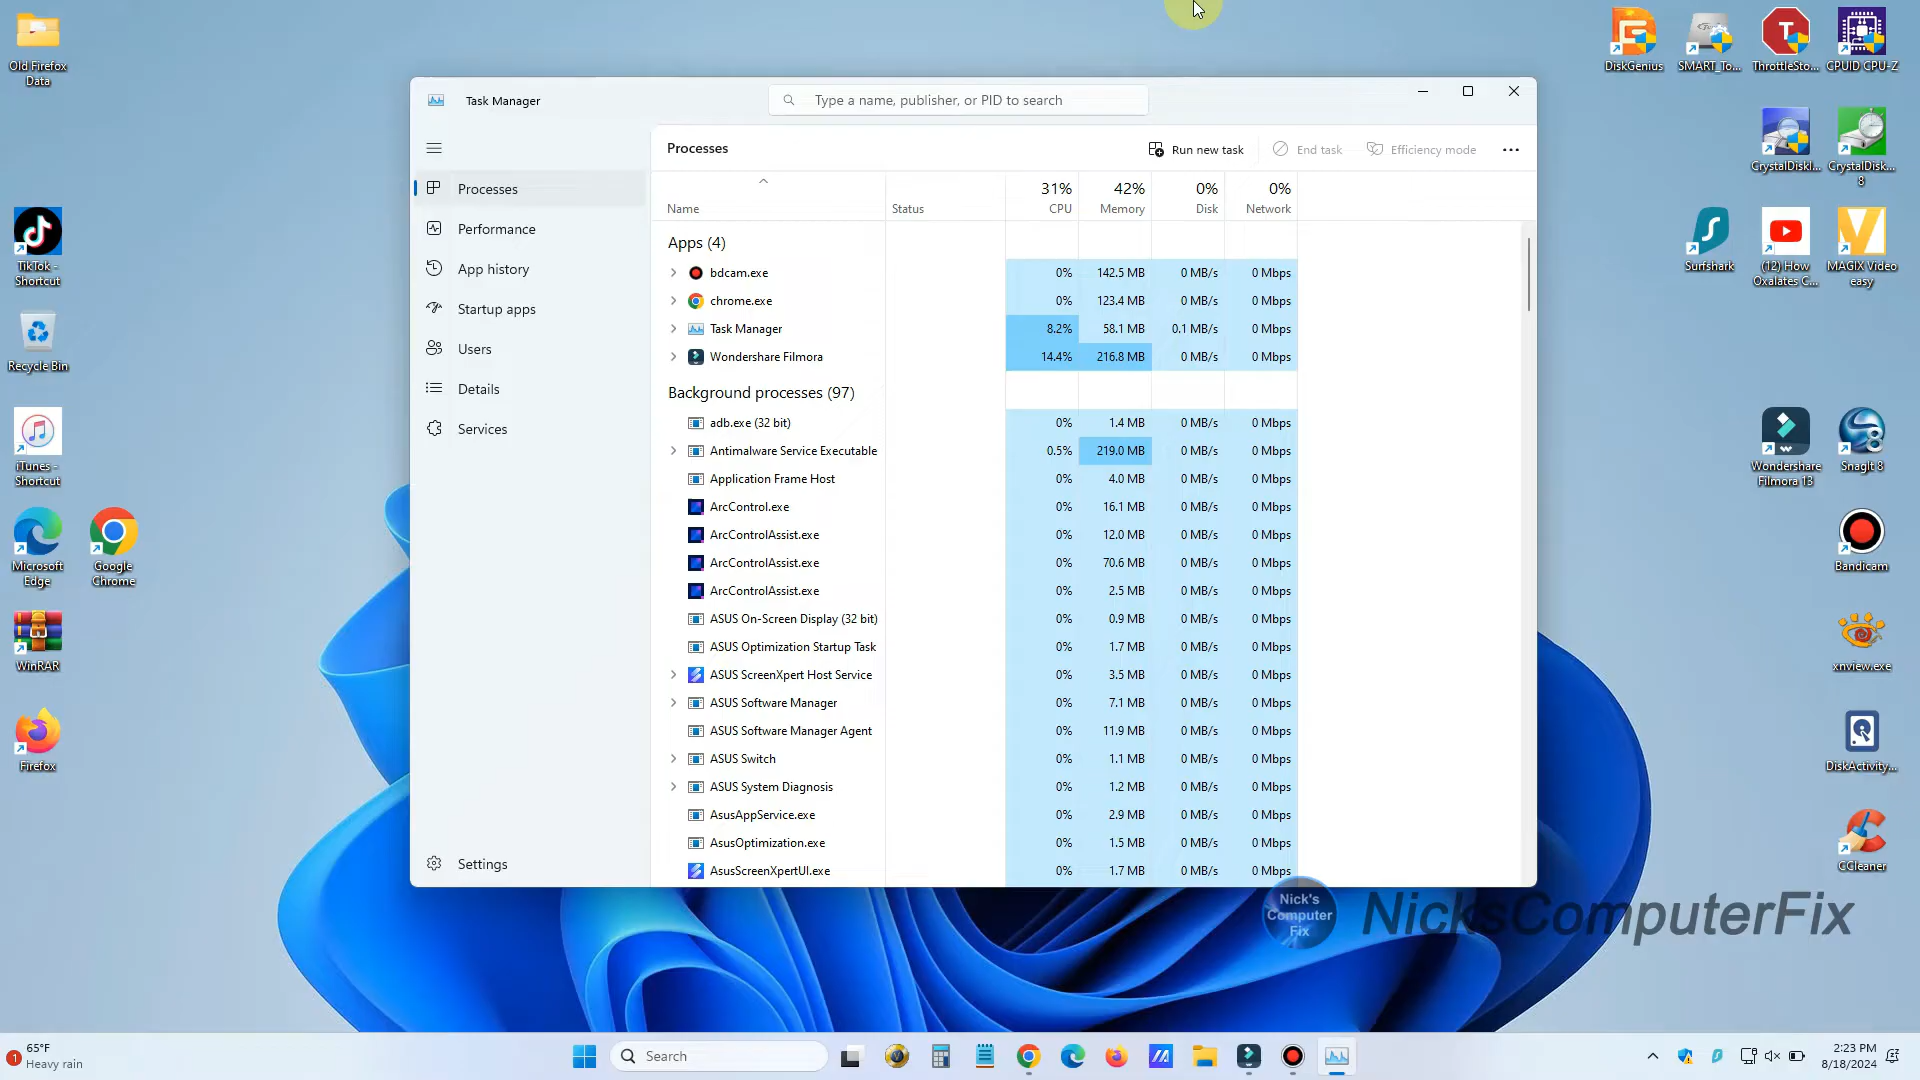 Old Firefox
Data
TikTok -
Shortcut
Recycle Bin
iTunes -
Shortcut
Microsoft
Edge
Google
Chrome
WinRAR
Firefox
Task Manager
Type a name, publisher, or PID to search
Processes
Performance
App history
Startup apps
Users
Details
Services
Settings
Processes
Run new task
End task
Efficiency mode
Name
Status
31%
CPU
42%
Memory
0%
Disk
0%
Network
Apps (4)
bdcam.exe 0% 142.5 MB 0 MB/s 0 Mbps
chrome.exe 0% 123.4 MB 0 MB/s 0 Mbps
Task Manager 8.2% 58.1 MB 0.1 MB/s 0 Mbps
Wondershare Filmora 14.4% 216.8 MB 0 MB/s 0 Mbps
Background processes (97)
adb.exe (32 bit) 0% 1.4 MB 0 MB/s 0 Mbps
Antimalware Service Executable 0.5% 219.0 MB 0 MB/s 0 Mbps
Application Frame Host 0% 4.0 MB 0 MB/s 0 Mbps
ArcControl.exe 0% 16.1 MB 0 MB/s 0 Mbps
ArcControlAssist.exe 0% 12.0 MB 0 MB/s 0 Mbps
ArcControlAssist.exe 0% 70.6 MB 0 MB/s 0 Mbps
ArcControlAssist.exe 0% 2.5 MB 0 MB/s 0 Mbps
ASUS On-Screen Display (32 bit) 0% 0.9 MB 0 MB/s 0 Mbps
ASUS Optimization Startup Task 0% 1.7 MB 0 MB/s 0 Mbps
ASUS ScreenXpert Host Service 0% 3.5 MB 0 MB/s 0 Mbps
ASUS Software Manager 0% 7.1 MB 0 MB/s 0 Mbps
ASUS Software Manager Agent 0% 11.9 MB 0 MB/s 0 Mbps
ASUS Switch 0% 1.1 MB 0 MB/s 0 Mbps
ASUS System Diagnosis 0% 1.2 MB 0 MB/s 0 Mbps
AsusAppService.exe 0% 2.9 MB 0 MB/s 0 Mbps
AsusOptimization.exe 0% 1.5 MB 0 MB/s 0 Mbps
AsusScreenXpertUI.exe 0% 1.7 MB 0 MB/s 0 Mbps
DiskGenius
SMART_To...
ThrottleSto...
CPUID CPU-Z
CrystalDiskI...
CrystalDisk...
8
Surfshark
(12) How
Oxalates C...
MAGIX Video
easy
Wondershare
Filmora 13
SnagIt 8
Bandicam
xnview.exe
DiskActivity...
CCleaner
Nick's
Computer
Fix
NicksComputerFix
1
65°F
Heavy rain
Search
2:23 PM
8/18/2024